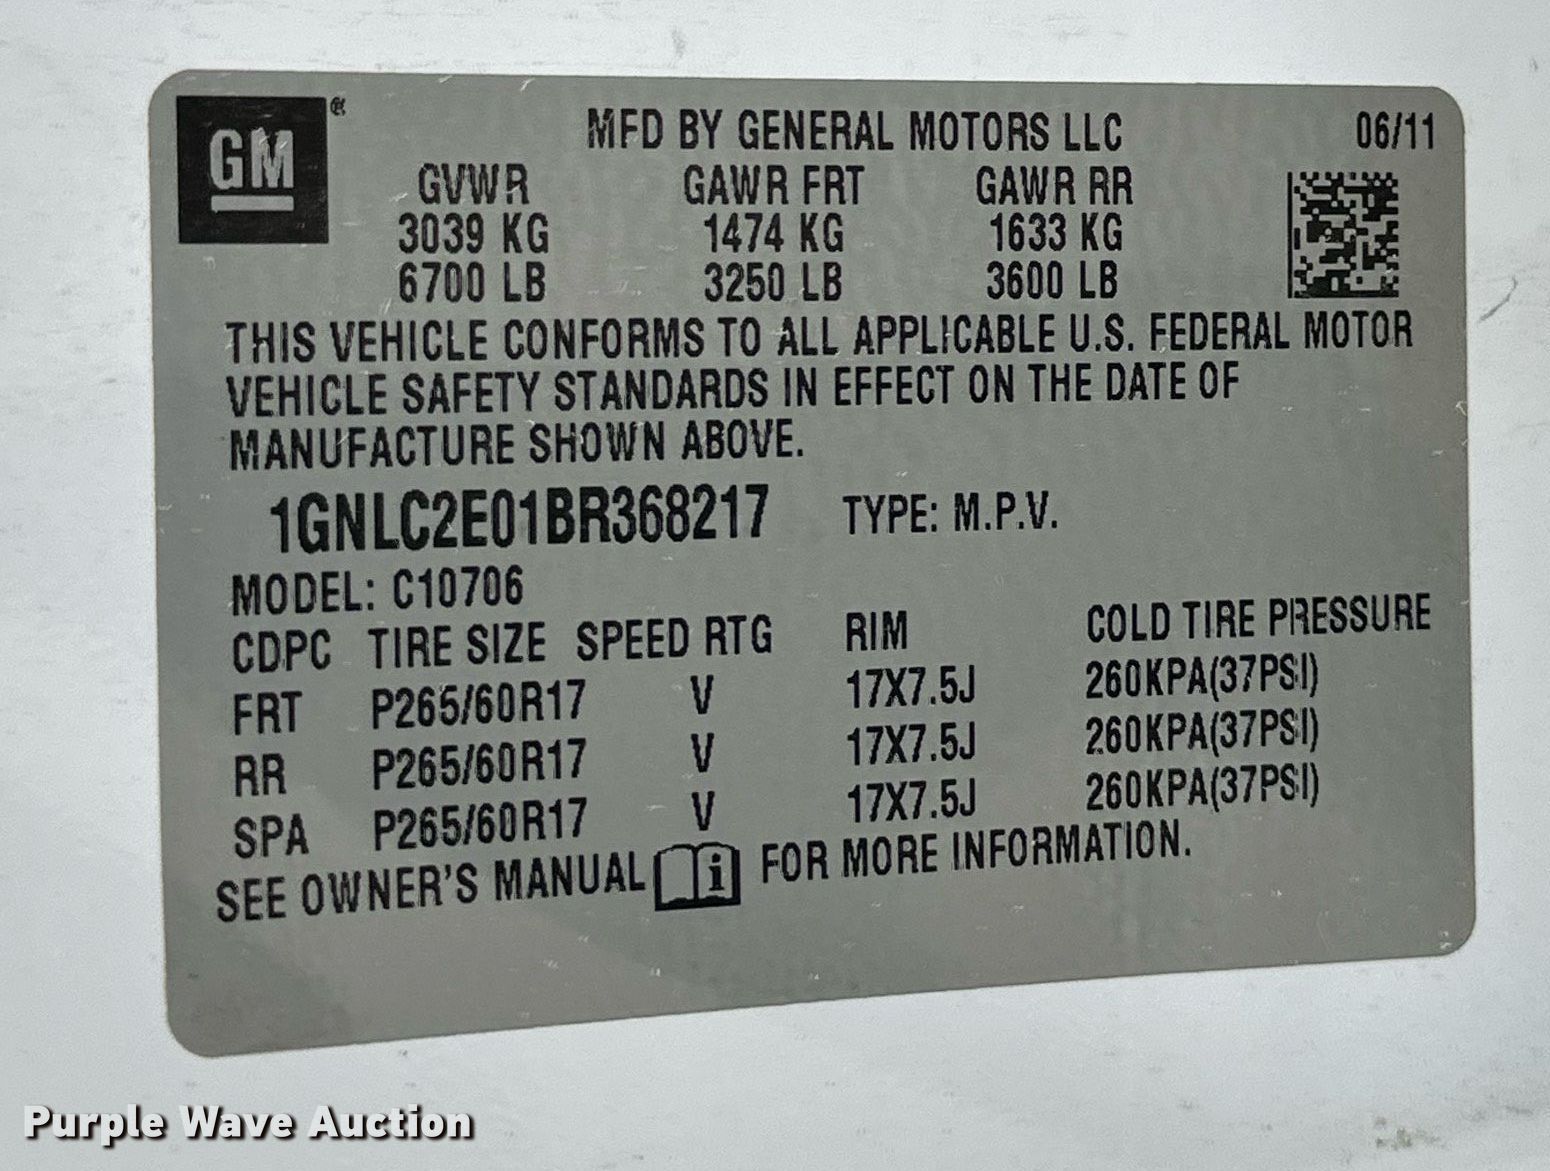 GM®
MFD BY GENERAL MOTORS LLC 06/11
GVWR GAWR FRT GAWR RR
3039 KG 1474 KG 1633 KG
6700 LB 3250 LB 3600 LB
THIS VEHICLE CONFORMS TO ALL APPLICABLE U.S. FEDERAL MOTOR
VEHICLE SAFETY STANDARDS IN EFFECT ON THE DATE OF
MANUFACTURE SHOWN ABOVE.
1GNLC2E01BR368217 TYPE: M.P.V.
MODEL: C10706
CDPC TIRE SIZE SPEED RTG RIM COLD TIRE PRESSURE
FRT P265/60R17 V 17X7.5J 260KPA(37PSI)
RR P265/60R17 V 17X7.5J 260KPA(37PSI)
SPA P265/60R17 V 17X7.5J 260KPA(37PSI)
SEE OWNER'S MANUAL i FOR MORE INFORMATION.
Purple Wave Auction